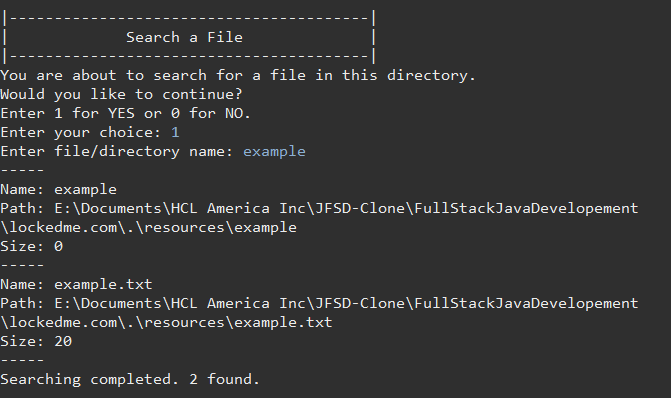 |----------------------------------------|
|             Search a File              |
|----------------------------------------|
You are about to search for a file in this directory.
Would you like to continue?
Enter 1 for YES or 0 for NO.
Enter your choice: 1
Enter file/directory name: example
-----
Name: example
Path: E:\Documents\HCL America Inc\JFSD-Clone\FullStackJavaDevelopement
\lockedme.com\.\resources\example
Size: 0
-----
Name: example.txt
Path: E:\Documents\HCL America Inc\JFSD-Clone\FullStackJavaDevelopement
\lockedme.com\.\resources\example.txt
Size: 20
-----
Searching completed. 2 found.